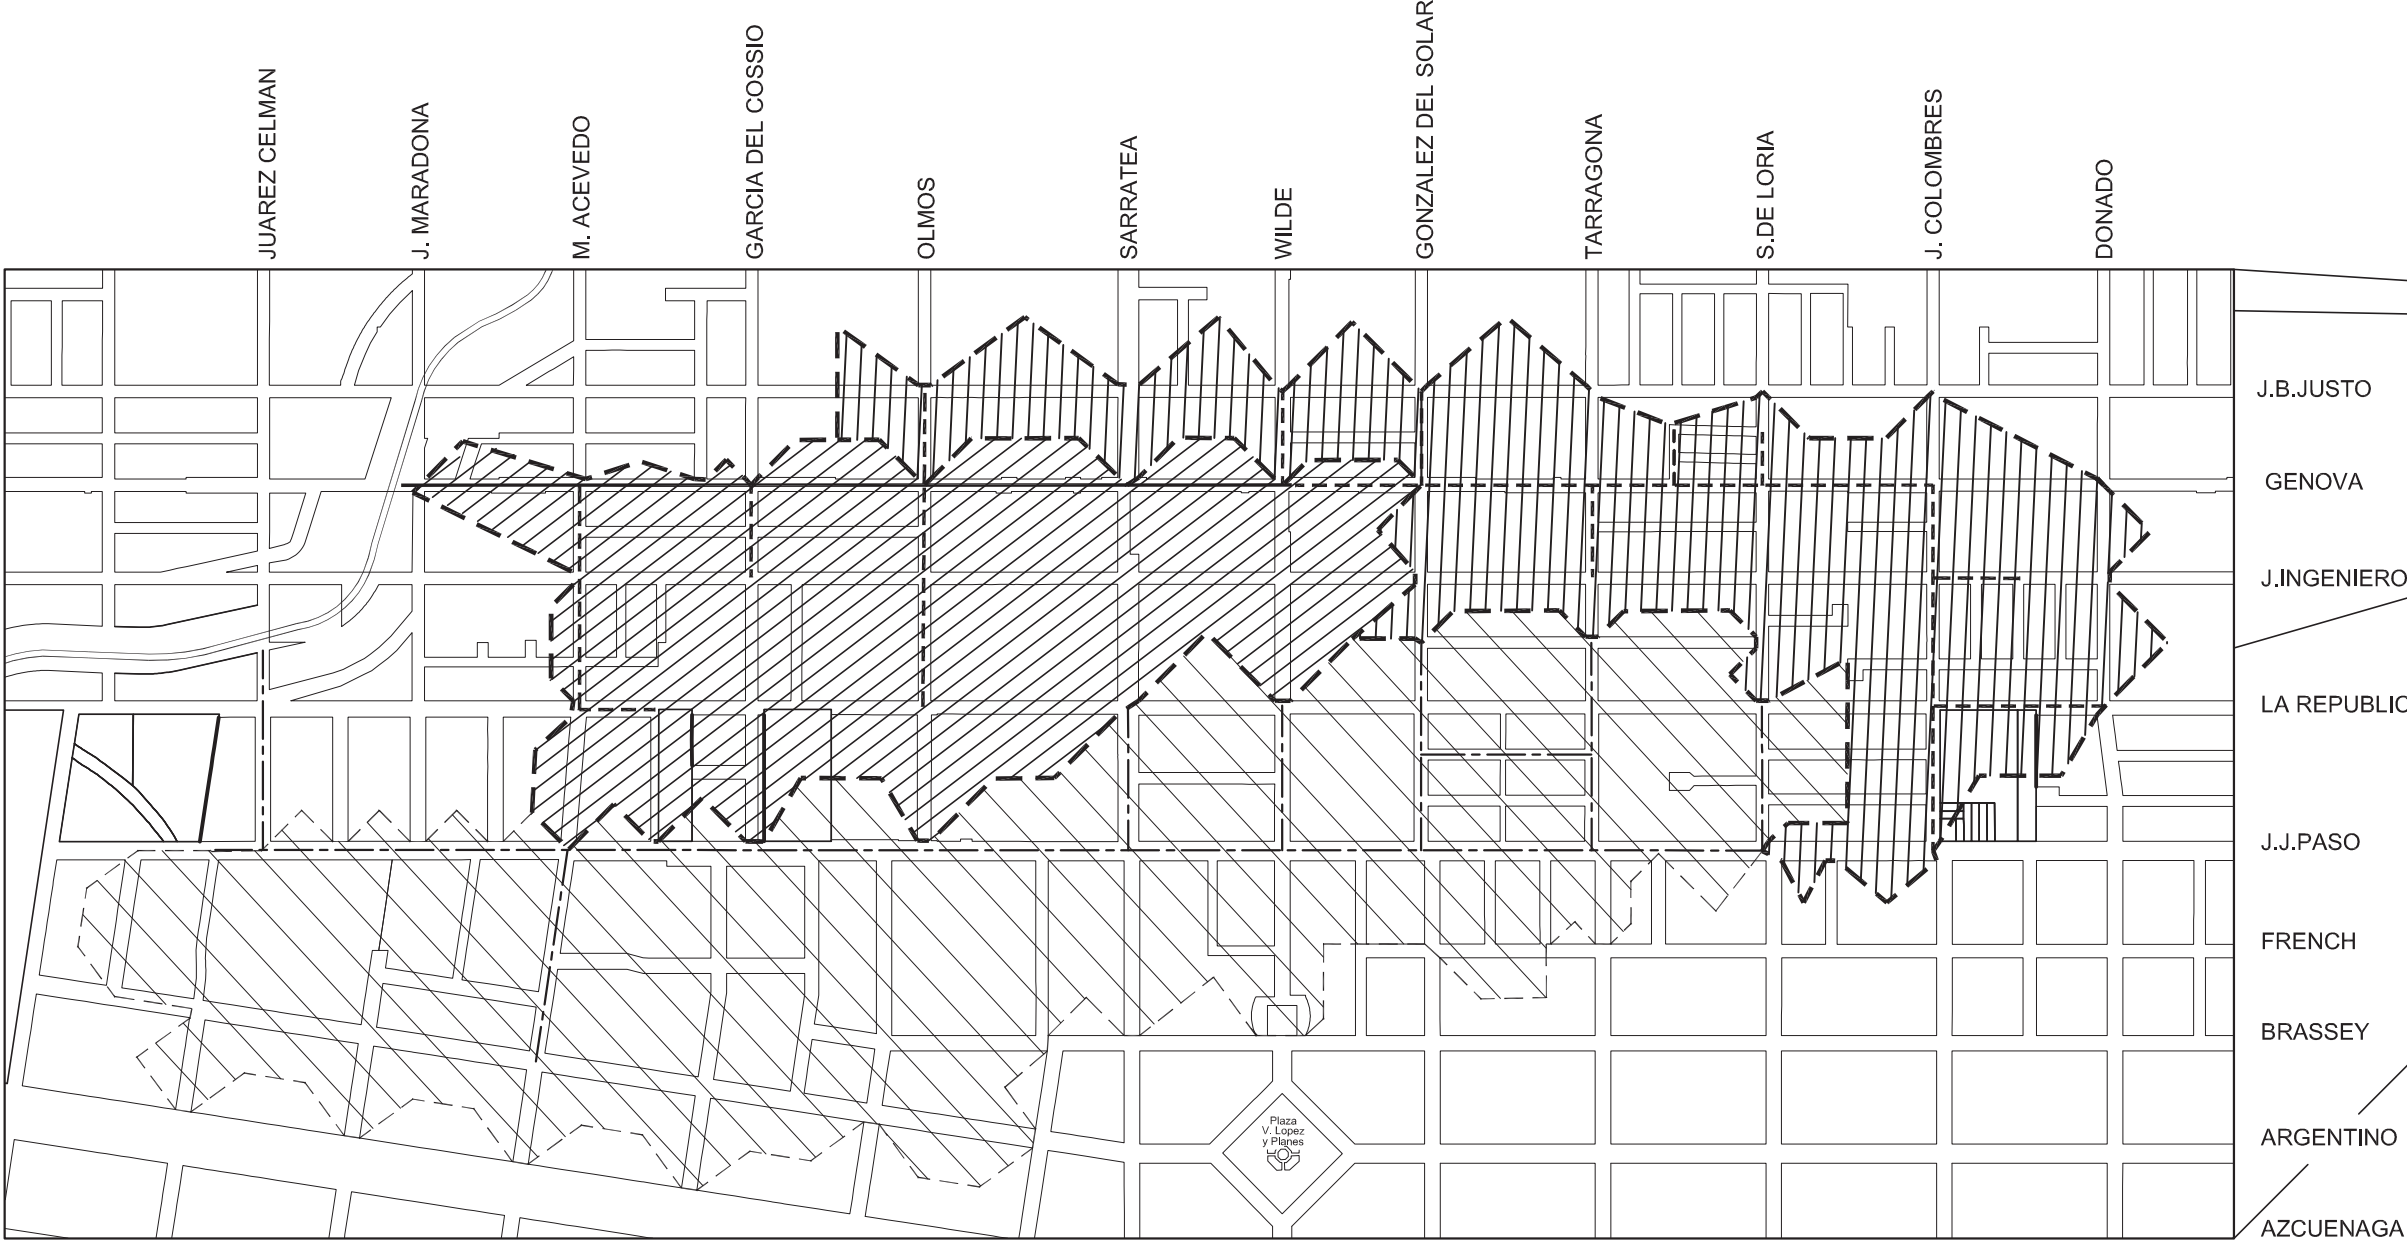 JUAREZ CELMAN
J. MARADONA
M. ACEVEDO
GARCIA DEL COSSIO
OLMOS
SARRATEA
WILDE
GONZALEZ DEL SOLAR
TARRAGONA
S.DE LORIA
J. COLOMBRES
DONADO
J.B.JUSTO
GENOVA
J.INGENIERO
LA REPUBLIC
J.J.PASO
FRENCH
BRASSEY
Plaza
V. Lopez
y Planes
ARGENTINO
AZCUENAGA